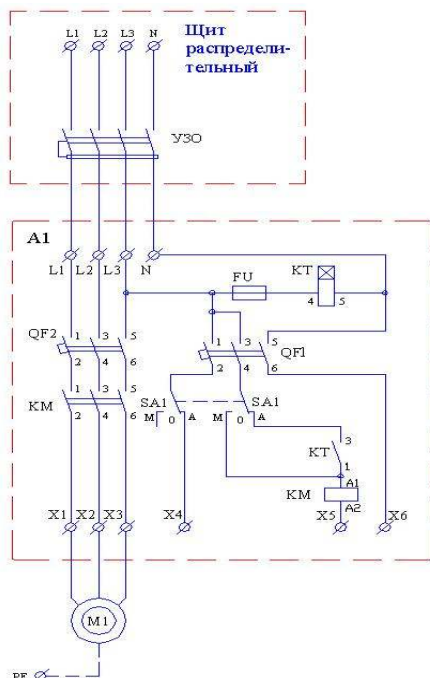 L1 L2 L3 N
Щит
распредели-
тельный
УЗО
A1
L1 L2 L3 N
FU KT
4 5
QF2 1 3 5
1 3 5 QF1
2 4 6
2 4 6
KM 1 3 5
SA1 SA1
2 4 6
M 0 A M 0 A
KT 3
1
KM A1
A2
X1 X2 X3 X4 X5 X6
M1
PE